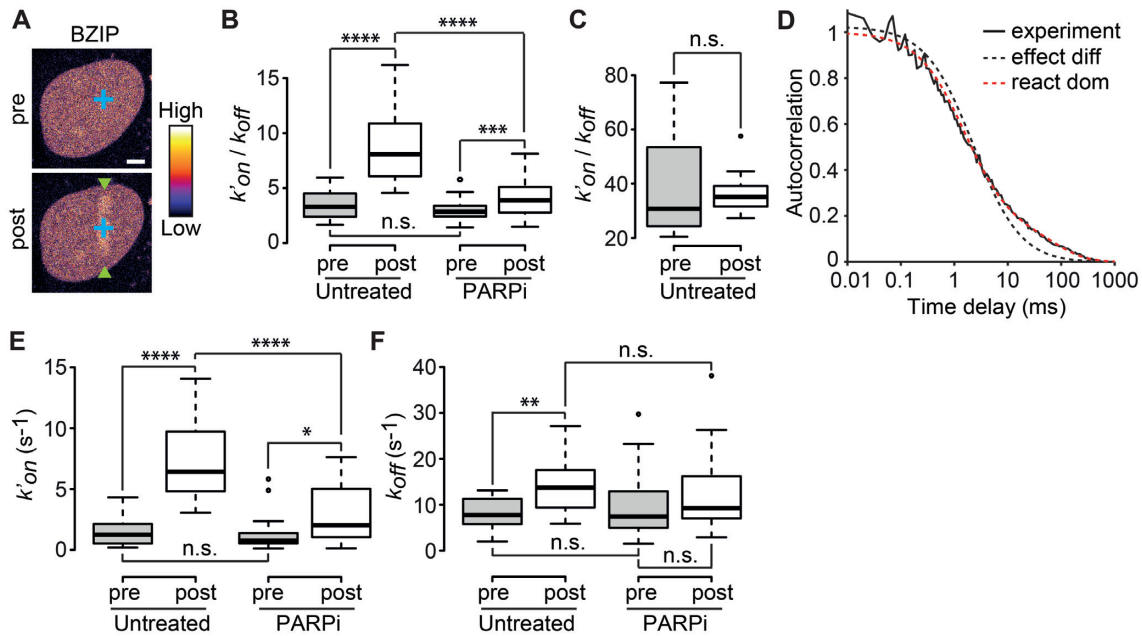 A
BZIP
pre
post
High
Low
B
k'on / koff
15
10
5
0
****
****
***
n.s.
pre post pre post
Untreated PARPi
C
k'on / koff
80
60
40
20
n.s.
pre post
Untreated
D
Autocorrelation
1
0.8
0.6
0.4
0.2
0
experiment
effect diff
react dom
0.01 0.1 1 10 100 1000
Time delay (ms)
E
k'on (s-1)
15
10
5
0
****
****
*
n.s.
pre post pre post
Untreated PARPi
F
koff (s-1)
40
30
20
10
0
n.s.
**
n.s.
n.s.
pre post pre post
Untreated PARPi